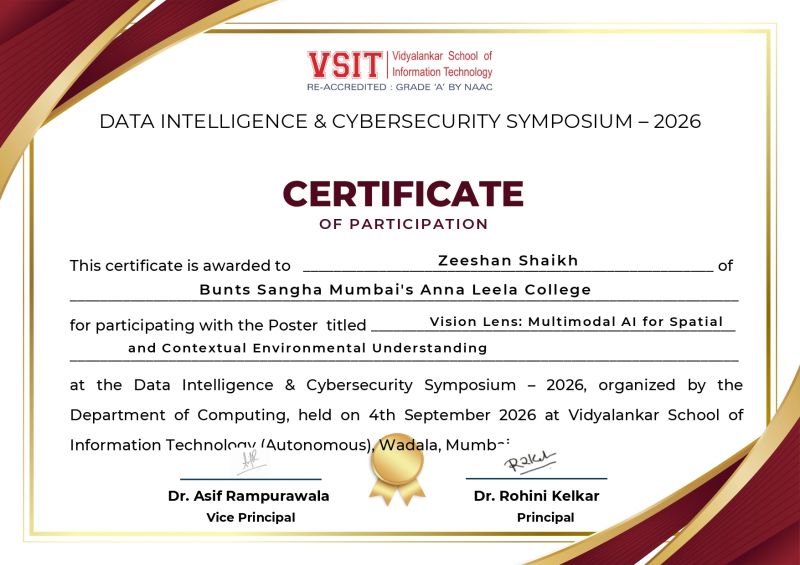 VSIT
Vidyalankar School of
Information Technology
RE-ACCREDITED : GRADE 'A' BY NAAC
DATA INTELLIGENCE & CYBERSECURITY SYMPOSIUM – 2026
CERTIFICATE
OF PARTICIPATION
This certificate is awarded to Zeeshan Shaikh of
Bunts Sangha Mumbai's Anna Leela College
for participating with the Poster titled Vision Lens: Multimodal AI for Spatial
and Contextual Environmental Understanding
at the Data Intelligence & Cybersecurity Symposium – 2026, organized by the
Department of Computing, held on 4th September 2026 at Vidyalankar School of
Information Technology (Autonomous), Wadala, Mumbai.
Dr. Asif Rampurawala
Vice Principal
Dr. Rohini Kelkar
Principal